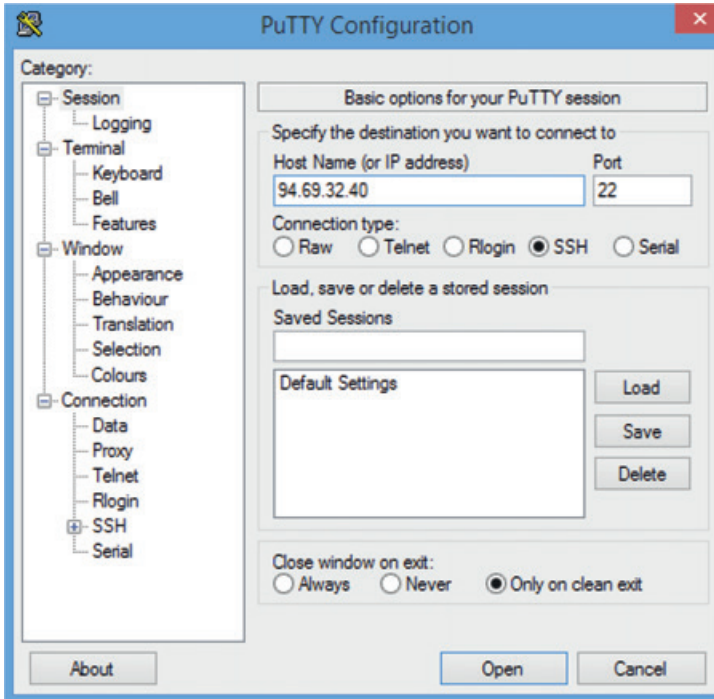 PuTTY Configuration
Category:
Session
Logging
Terminal
Keyboard
Bell
Features
Window
Appearance
Behaviour
Translation
Selection
Colours
Connection
Data
Proxy
Telnet
Rlogin
SSH
Serial
Basic options for your PuTTY session
Specify the destination you want to connect to
Host Name (or IP address) Port
94.69.32.40 22
Connection type:
Raw Telnet Rlogin SSH Serial
Load, save or delete a stored session
Saved Sessions
Default Settings
Load
Save
Delete
Close window on exit:
Always Never Only on clean exit
About Open Cancel